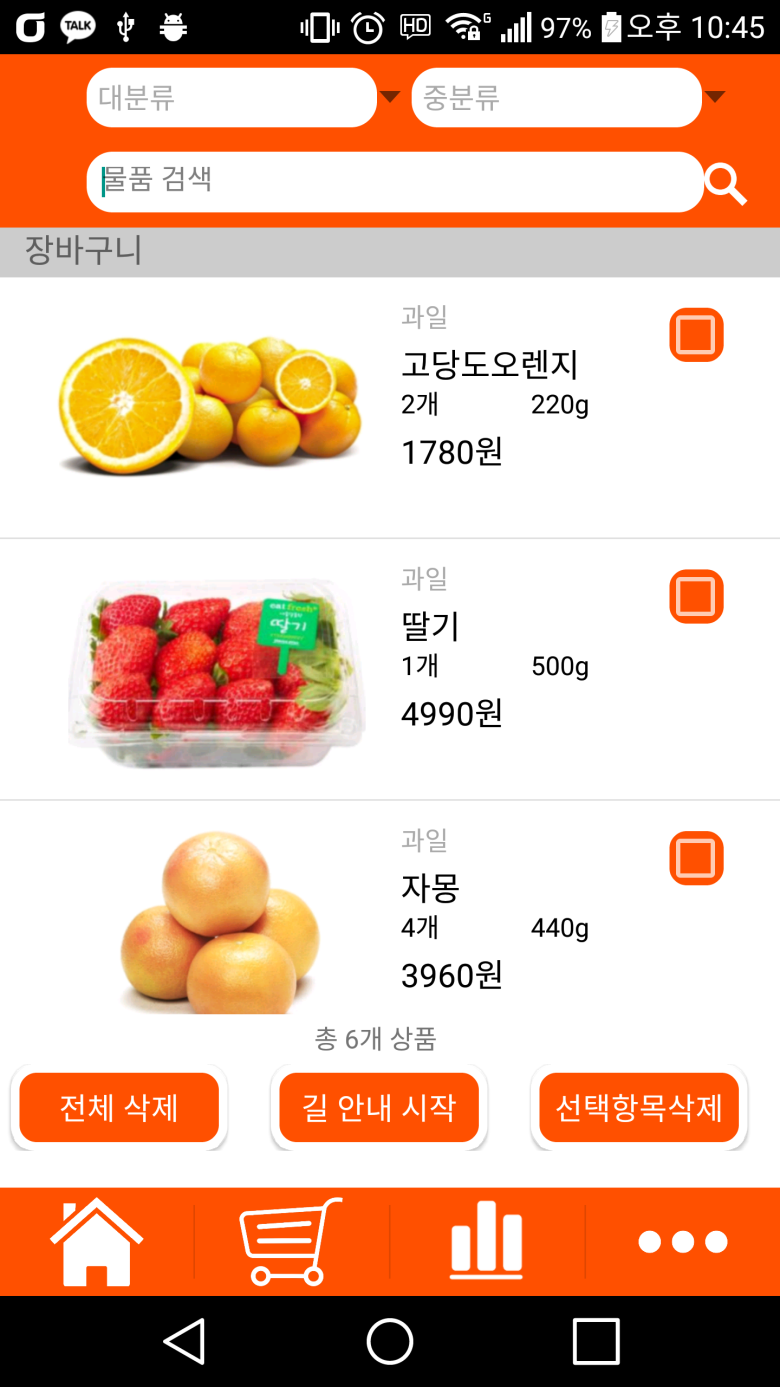 TALK HD G 97% 오후 10:45
대분류 중분류
물품 검색
장바구니
과일
고당도오렌지
2개 220g
1780원
eat fresh
딸기
과일
딸기
1개 500g
4990원
과일
자몽
4개 440g
3960원
총 6개 상품
전체 삭제 길 안내 시작 선택항목삭제